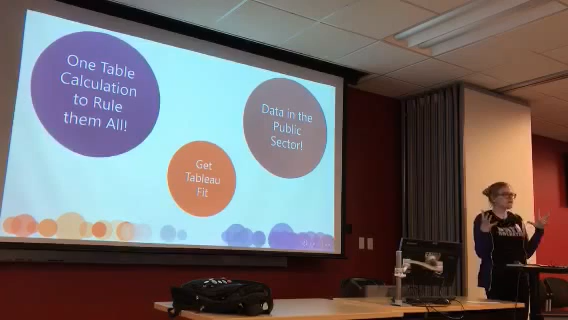 One Table
Calculation
to Rule
them All!
Data in the
Public
Sector!
Get
Tableau
Fit